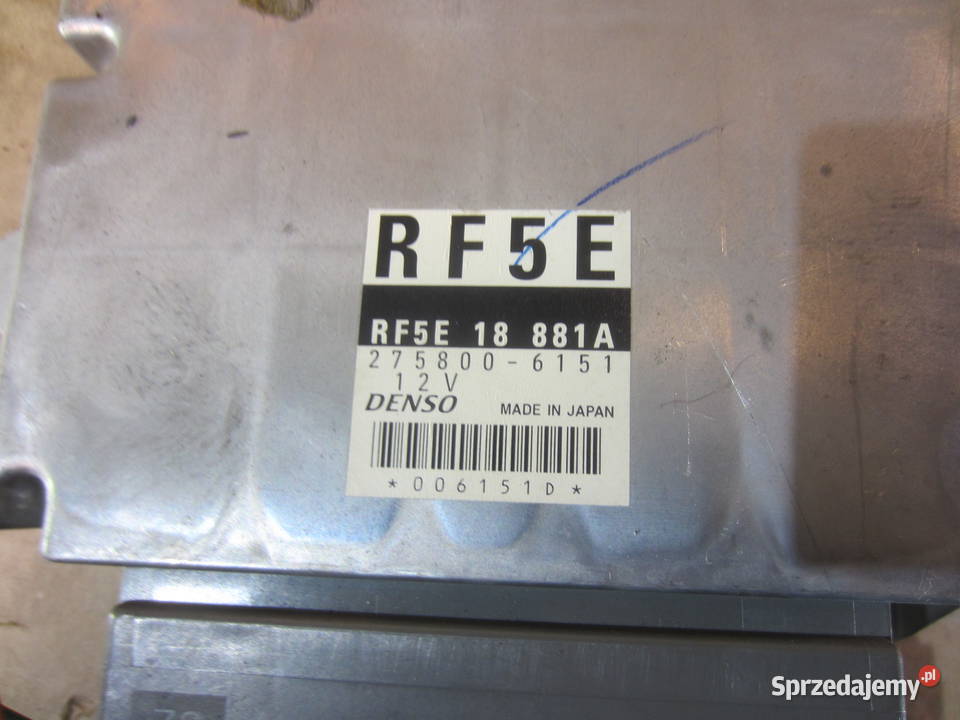 RF5E
RF5E 18 881A
275800-6151
12V
DENSO MADE IN JAPAN
*006151D*
Sprzedajemy.pl